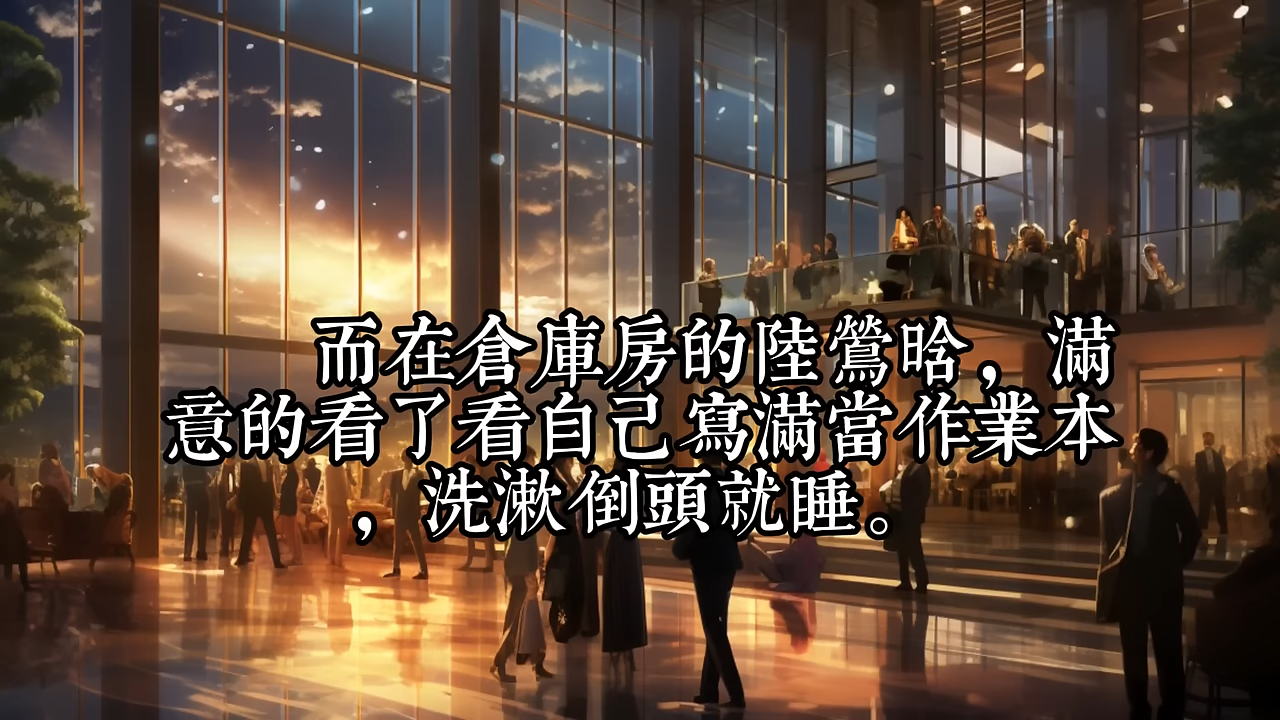 而在倉庫房的陸鶯晗，滿
意的看了看自己寫滿當作業本
，洗漱倒頭就睡。